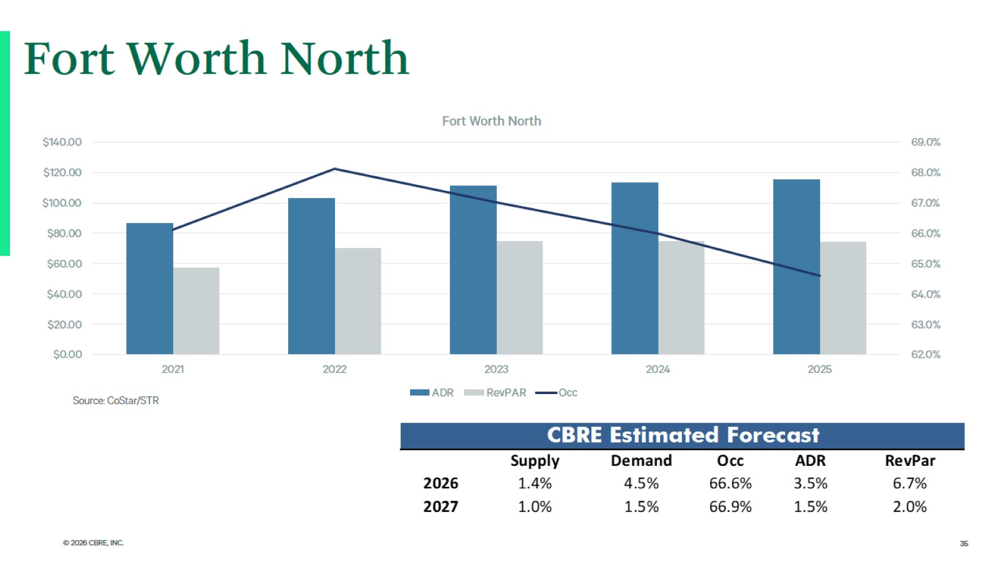 Fort Worth North
Fort Worth North
$140.00 69.0%
$120.00 68.0%
$100.00 67.0%
$80.00 66.0%
$60.00 65.0%
$40.00 64.0%
$20.00 63.0%
$0.00 62.0%
2021 2022 2023 2024 2025
ADR RevPAR Occ
Source: CoStar/STR
CBRE Estimated Forecast
Supply Demand Occ ADR RevPar
2026 1.4% 4.5% 66.6% 3.5% 6.7%
2027 1.0% 1.5% 66.9% 1.5% 2.0%
© 2026 CBRE, INC. 35